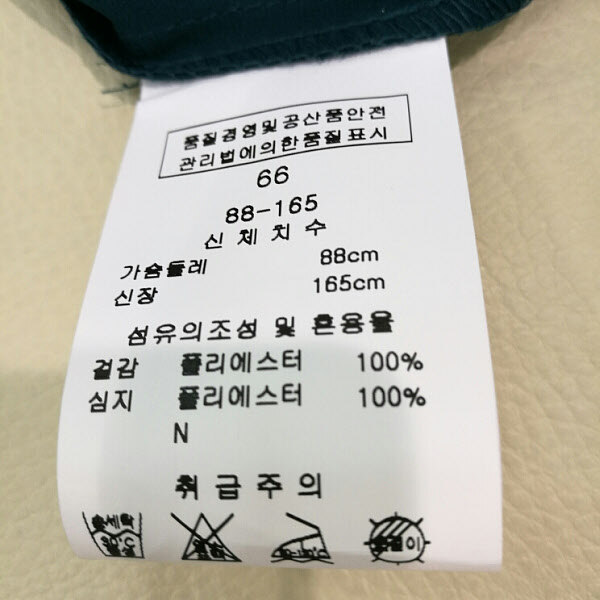 품질경영및공산품안전
관리법에의한품질표시
66
88-165
신체치수
가슴둘레 88cm
신장 165cm
섬유의조성 및 혼용율
겉감 폴리에스터 100%
심지 폴리에스터 100%
N
취급주의